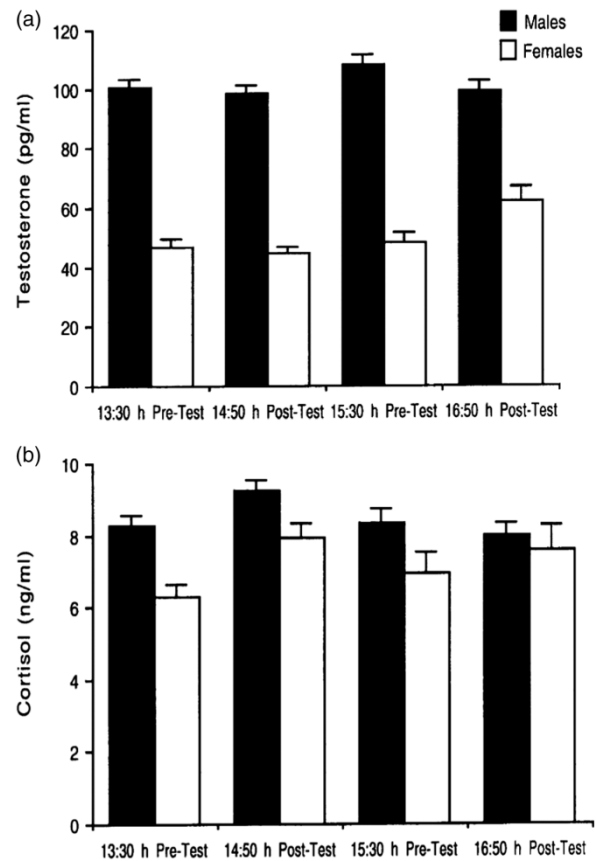 (a)
120
Males
Females
100
80
60
40
20
0
Testosterone (pg/ml)
13:30 h Pre-Test 14:50 h Post-Test 15:30 h Pre-Test 16:50 h Post-Test
(b)
10
8
6
4
2
0
Cortisol (ng/ml)
13:30 h Pre-Test 14:50 h Post-Test 15:30 h Pre-Test 16:50 h Post-Test